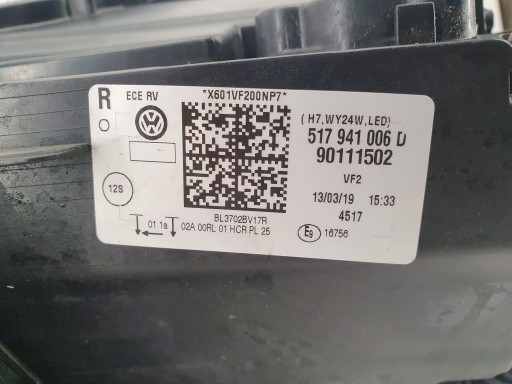 R ECE RV *X601VF200NP7*
(H7,WY24W,LED)
517 941 006 D
90111502
VF2
12S
13/03/19 15:33
BL3702BV17R
4517
01 1a
02A 00RL 01 HCR PL 25
E9 16756